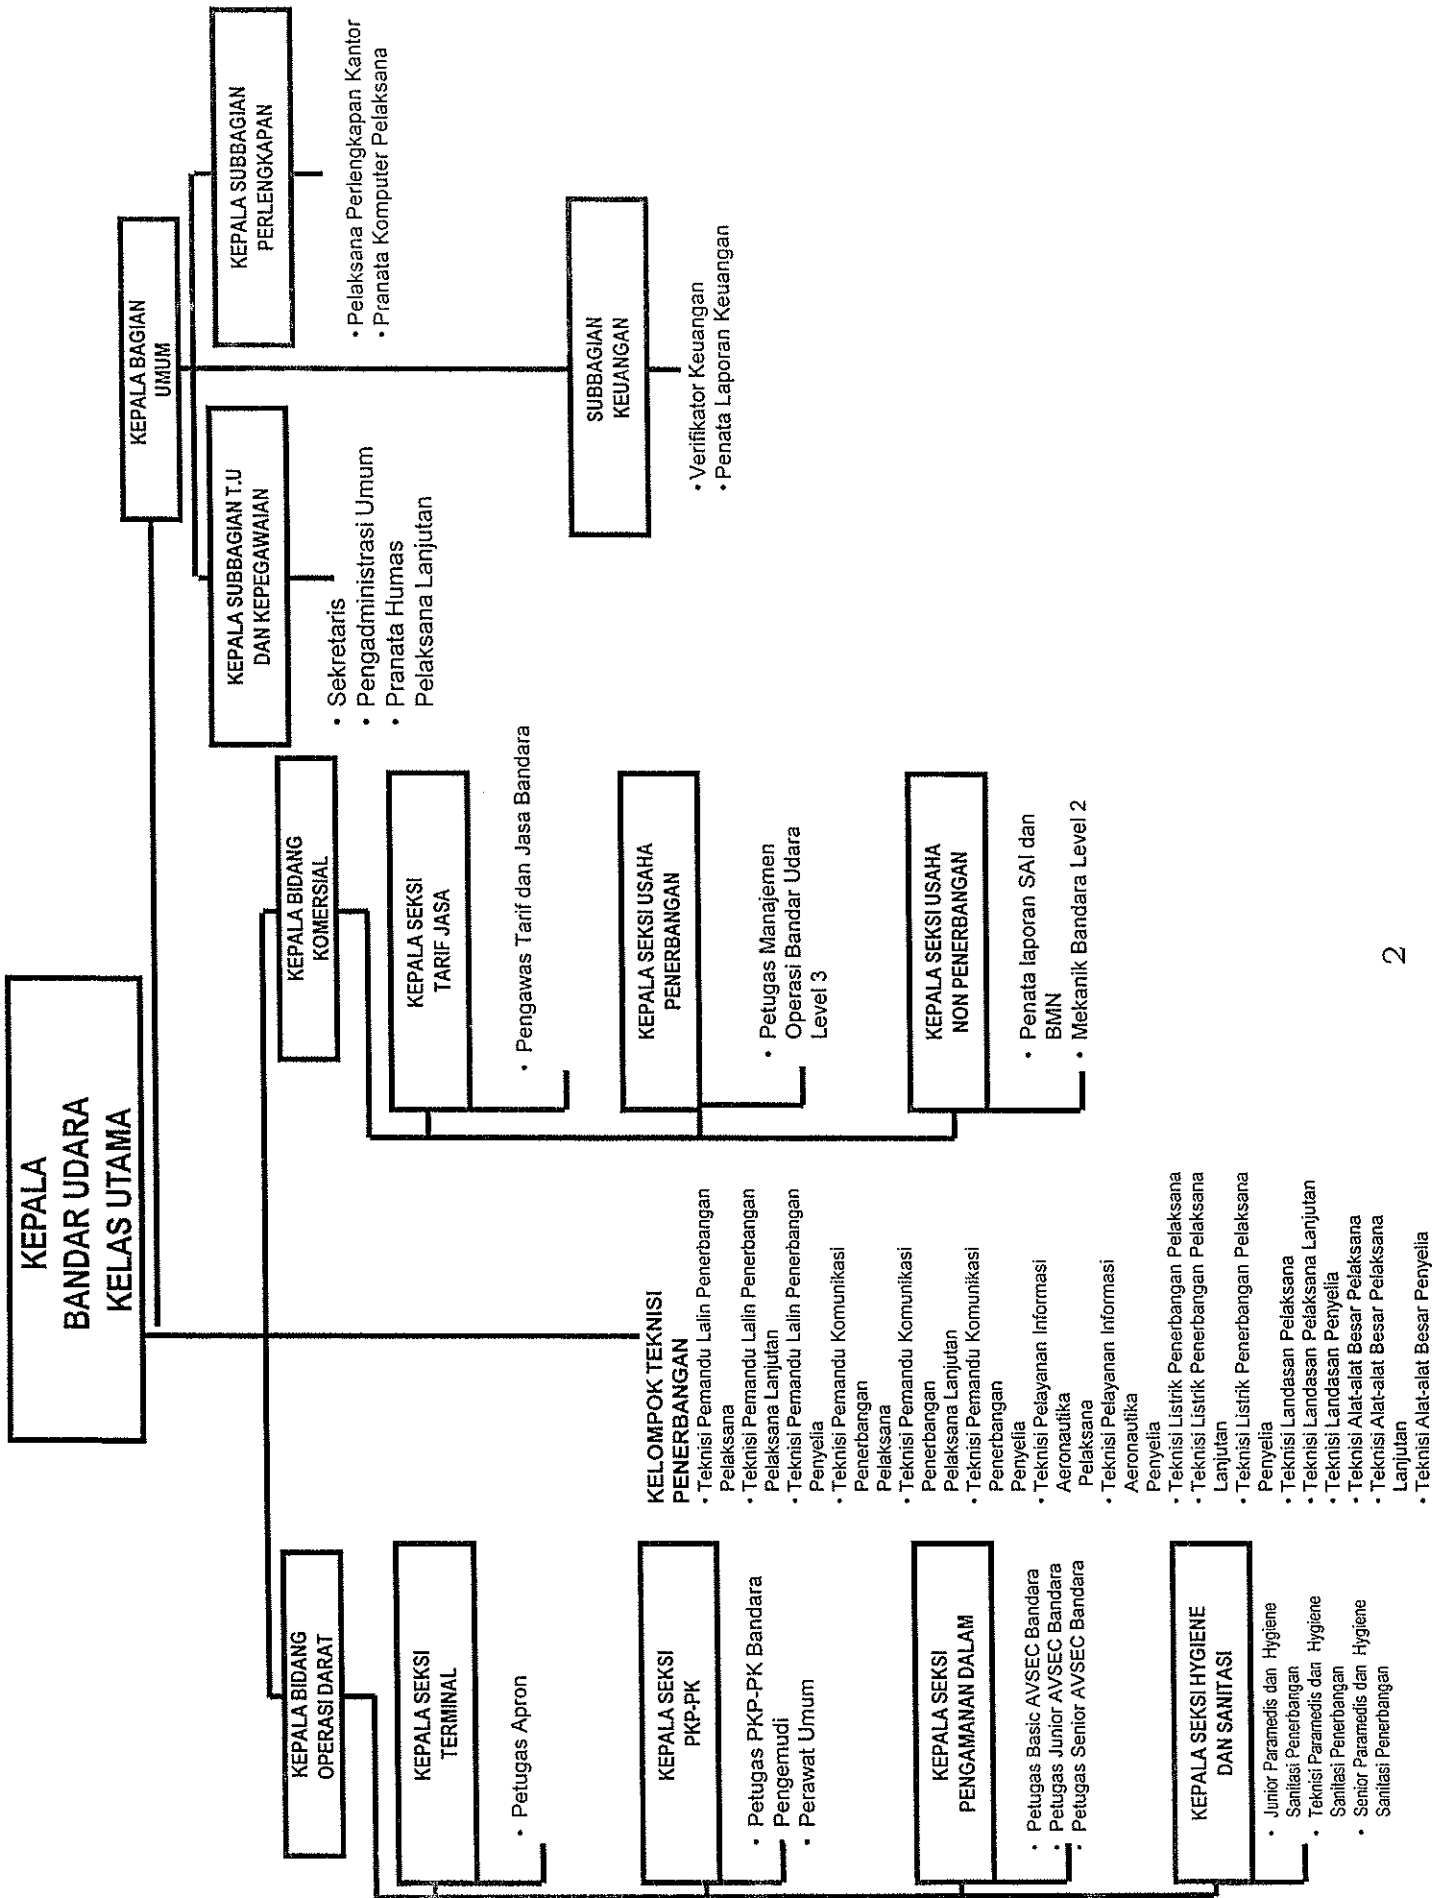 KEPALA
BANDAR UDARA
KELAS UTAMA
KEPALA BAGIAN
UMUM
KEPALA SUBBAGIAN T.U
DAN KEPEGAWAIAN
• Sekretaris
• Pengadministrasi Umum
• Pranata Humas
Pelaksana Lanjutan
KEPALA SUBBAGIAN
PERLENGKAPAN
• Pelaksana Perlengkapan Kantor
• Pranata Komputer Pelaksana
SUBBAGIAN
KEUANGAN
• Verifikator Keuangan
• Penata Laporan Keuangan
KEPALA BIDANG
OPERASI DARAT
KEPALA SEKSI
TERMINAL
• Petugas Apron
KEPALA SEKSI
PKP-PK
• Petugas PKP-PK Bandara
Pengemudi
• Perawat Umum
KEPALA SEKSI
PENGAMANAN DALAM
• Petugas Basic AVSEC Bandara
• Petugas Junior AVSEC Bandara
• Petugas Senior AVSEC Bandara
KEPALA SEKSI HYGIENE
DAN SANITASI
• Junior Paramedis dan Hygiene
Sanitasi Penerbangan
• Teknisi Paramedis dan Hygiene
Sanitasi Penerbangan
• Senior Paramedis dan Hygiene
Sanitasi Penerbangan
KELOMPOK TEKNISI
PENERBANGAN
• Teknisi Pemandu Lalin Penerbangan
Pelaksana
• Teknisi Pemandu Lalin Penerbangan
Pelaksana Lanjutan
• Teknisi Pemandu Lalin Penerbangan
Penyelia
• Teknisi Pemandu Komunikasi
Penerbangan
Pelaksana
• Teknisi Pemandu Komunikasi
Penerbangan
Pelaksana Lanjutan
• Teknisi Pemandu Komunikasi
Penerbangan
Penyelia
• Teknisi Pelayanan Informasi
Aeronautika
Pelaksana
• Teknisi Pelayanan Informasi
Aeronautika
Penyelia
• Teknisi Listrik Penerbangan Pelaksana
• Teknisi Listrik Penerbangan Pelaksana
Lanjutan
• Teknisi Listrik Penerbangan Pelaksana
Penyelia
• Teknisi Landasan Pelaksana
• Teknisi Landasan Pelaksana Lanjutan
• Teknisi Landasan Penyelia
• Teknisi Alat-alat Besar Pelaksana
• Teknisi Alat-alat Besar Pelaksana
Lanjutan
• Teknisi Alat-alat Besar Penyelia
KEPALA BIDANG
KOMERSIAL
KEPALA SEKSI
TARIF JASA
• Pengawas Tarif dan Jasa Bandara
KEPALA SEKSI USAHA
PENERBANGAN
• Petugas Manajemen
Operasi Bandar Udara
Level 3
KEPALA SEKSI USAHA
NON PENERBANGAN
• Penata laporan SAI dan
BMN
• Mekanik Bandara Level 2
2